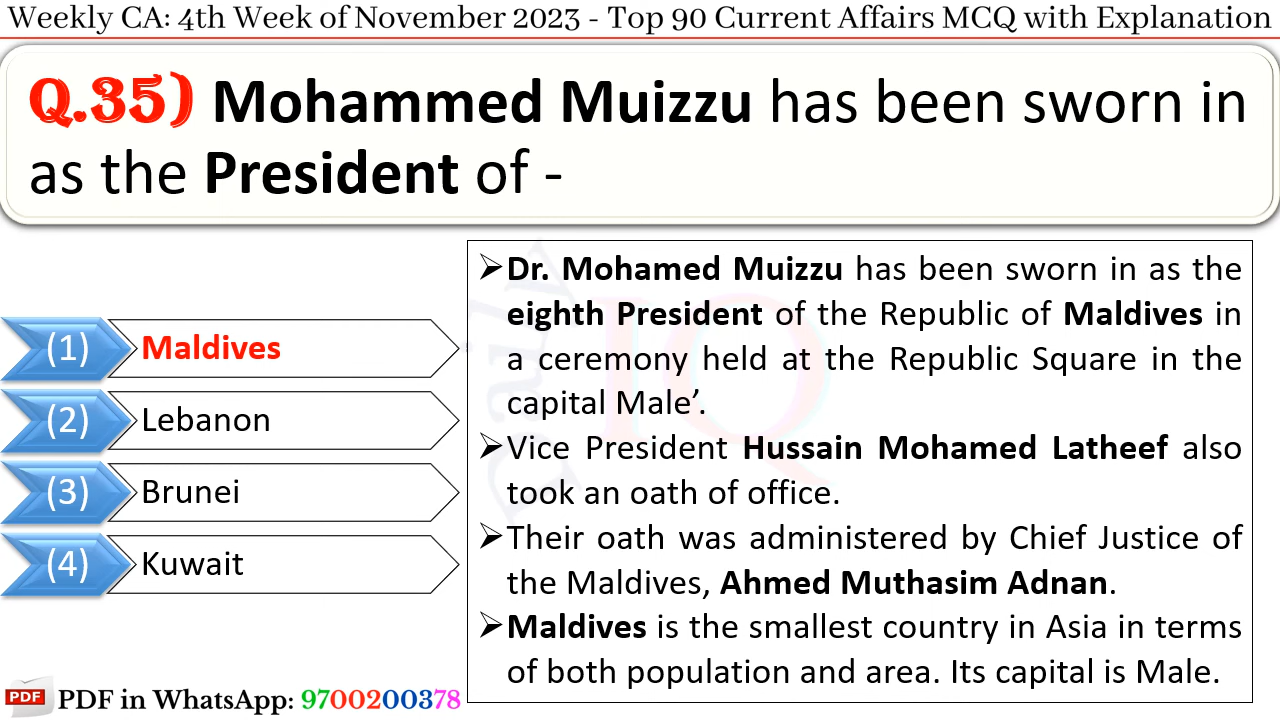 Weekly CA: 4th Week of November 2023 - Top 90 Current Affairs MCQ with Explanation
Q.35) Mohammed Muizzu has been sworn in
as the President of -
(1) Maldives
(2) Lebanon
(3) Brunei
(4) Kuwait
➢Dr. Mohamed Muizzu has been sworn in as the
eighth President of the Republic of Maldives in
a ceremony held at the Republic Square in the
capital Male’.
➢Vice President Hussain Mohamed Latheef also
took an oath of office.
➢Their oath was administered by Chief Justice of
the Maldives, Ahmed Muthasim Adnan.
➢Maldives is the smallest country in Asia in terms
of both population and area. Its capital is Male.
Daily
IQ
PDF PDF in WhatsApp: 9700200378